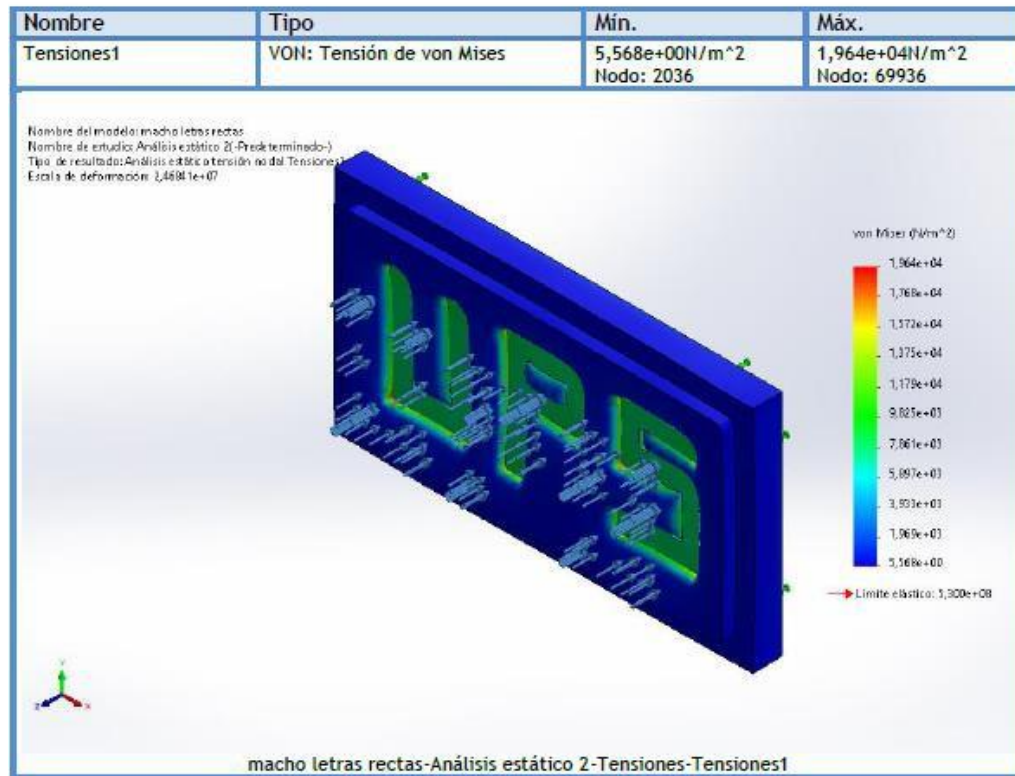 Nombre Tipo Mín. Máx.
Tensiones1 VON: Tensión de von Mises 5,568e+00N/m^2 1,964e+04N/m^2
Nodo: 2036 Nodo: 69936
Nombre del modelo: macho letras rectas
Nombre de estudio: Análisis estático 2(-Predeterminado-)
Tipo de resultado: Análisis estático tensión nodal Tensiones1
Escala de deformación: 2,46841e+07
von Mises (N/m^2)
1,964e+04
1,768e+04
1,572e+04
1,375e+04
1,179e+04
9,825e+03
7,861e+03
5,897e+03
3,933e+03
1,969e+03
5,568e+00
Límite elástico: 5,300e+08
UPS
Y
Z
X
macho letras rectas-Análisis estático 2-Tensiones-Tensiones1